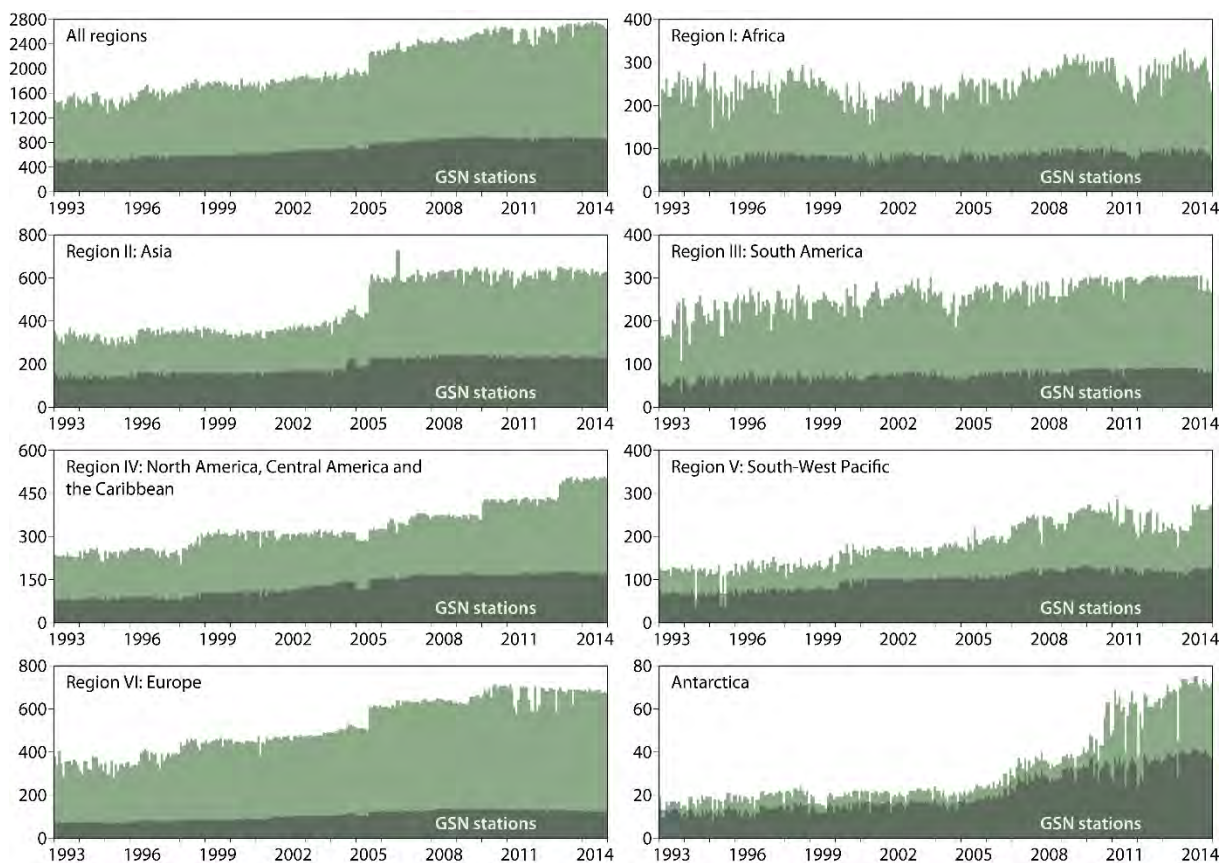 All regions
2800
2400
2000
1600
1200
800
400
0
GSN stations
1993 1996 1999 2002 2005 2008 2011 2014
Region I: Africa
400
300
200
100
0
GSN stations
1993 1996 1999 2002 2005 2008 2011 2014
Region II: Asia
800
600
400
200
0
GSN stations
1993 1996 1999 2002 2005 2008 2011 2014
Region III: South America
400
300
200
100
0
GSN stations
1993 1996 1999 2002 2005 2008 2011 2014
Region IV: North America, Central America and
the Caribbean
600
450
300
150
0
GSN stations
1993 1996 1999 2002 2005 2008 2011 2014
Region V: South-West Pacific
400
300
200
100
0
GSN stations
1993 1996 1999 2002 2005 2008 2011 2014
Region VI: Europe
800
600
400
200
0
GSN stations
1993 1996 1999 2002 2005 2008 2011 2014
Antarctica
80
60
40
20
0
GSN stations
1993 1996 1999 2002 2005 2008 2011 2014